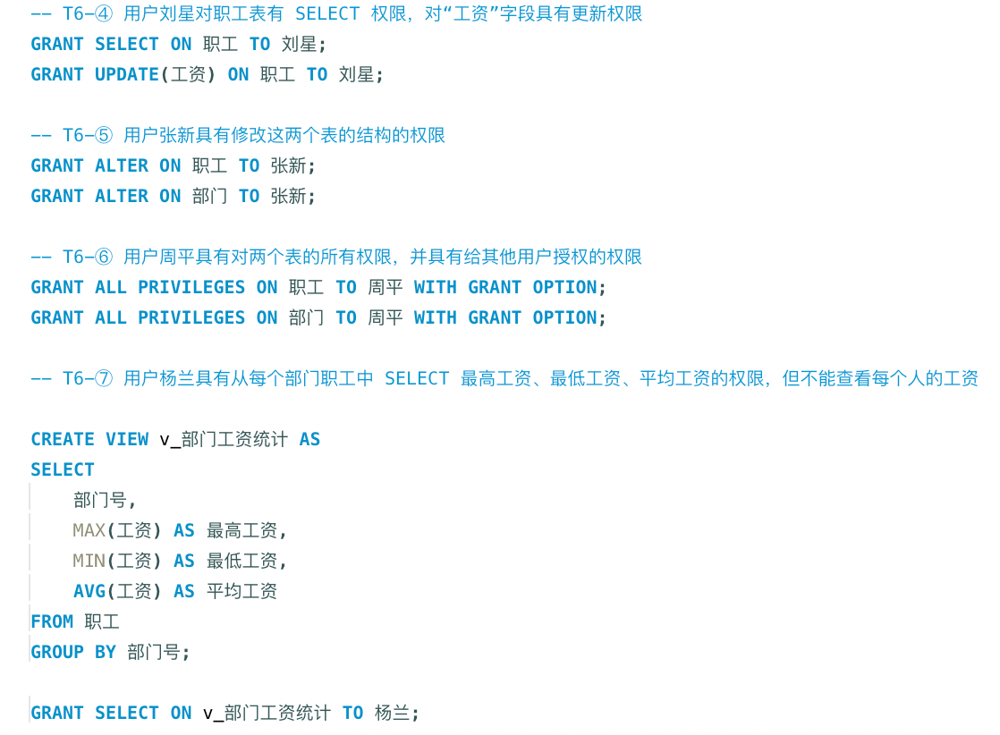 -- T6-④ 用户刘星对职工表有 SELECT 权限，对“工资”字段具有更新权限
GRANT SELECT ON 职工 TO 刘星;
GRANT UPDATE(工资) ON 职工 TO 刘星;
-- T6-⑤ 用户张新具有修改这两个表的结构的权限
GRANT ALTER ON 职工 TO 张新;
GRANT ALTER ON 部门 TO 张新;
-- T6-⑥ 用户周平具有对两个表的所有权限，并具有给其他用户授权的权限
GRANT ALL PRIVILEGES ON 职工 TO 周平 WITH GRANT OPTION;
GRANT ALL PRIVILEGES ON 部门 TO 周平 WITH GRANT OPTION;
-- T6-⑦ 用户杨兰具有从每个部门职工中 SELECT 最高工资、最低工资、平均工资的权限，但不能查看每个人的工资
CREATE VIEW v_部门工资统计 AS
SELECT
部门号,
MAX(工资) AS 最高工资,
MIN(工资) AS 最低工资,
AVG(工资) AS 平均工资
FROM 职工
GROUP BY 部门号;
GRANT SELECT ON v_部门工资统计 TO 杨兰;